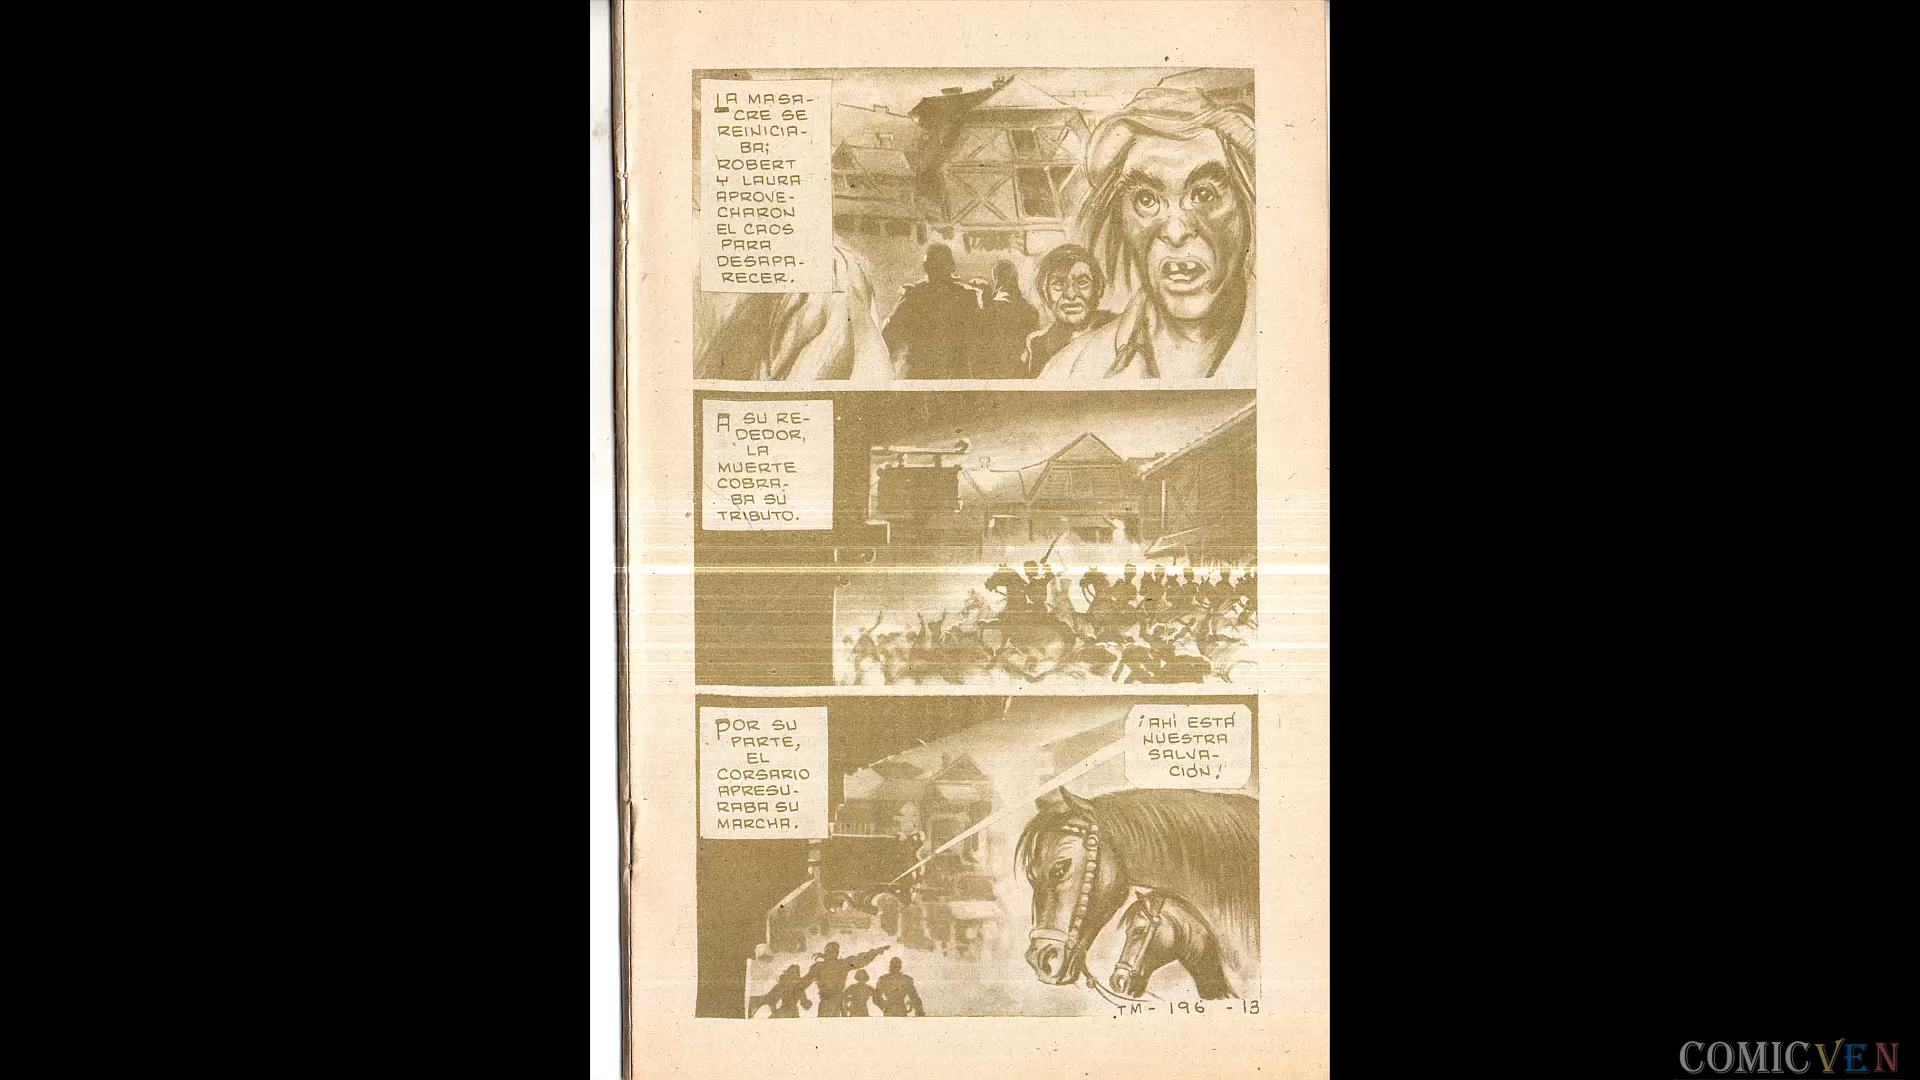 LA MASA-
CRE SE
REINICIA-
BA;
ROBERT
Y LAURA
APROVE-
CHARON
EL CAOS
PARA
DESAPA-
RECER.
A SU RE-
DEDOR,
LA
MUERTE
COBRA-
BA SU
TRIBUTO.
POR SU
PARTE,
EL
CORSARIO
APRESU-
RABA SU
MARCHA.
¡AHÍ ESTÁ
NUESTRA
SALVA-
CIÓN!
TM- 196 -13
COMICVEN